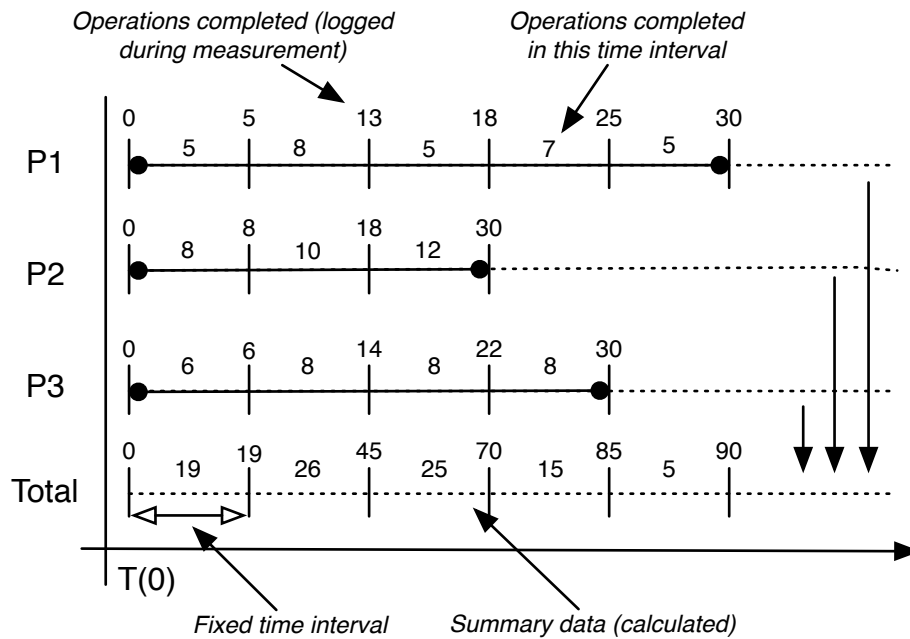 Operations completed (logged
during measurement)
Operations completed
in this time interval
0 5 13 18 25 30
P1 5 8 5 7 5
0 8 18 30
P2 8 10 12
0 6 14 22 30
P3 6 8 8 8
0 19 45 70 85 90
Total 19 26 25 15 5
T(0)
Fixed time interval
Summary data (calculated)